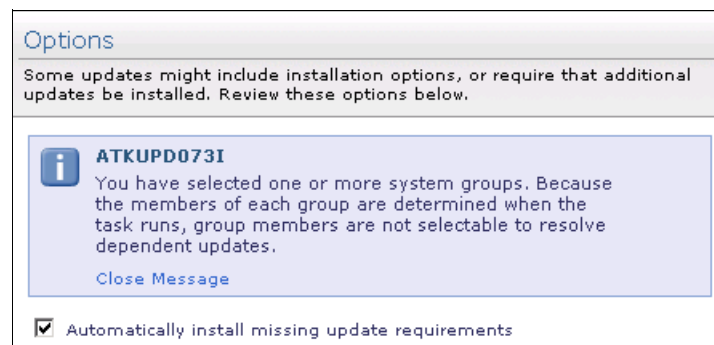 Options
Some updates might include installation options, or require that additional
updates be installed. Review these options below.
ATKUPD073I
You have selected one or more system groups. Because
the members of each group are determined when the
task runs, group members are not selectable to resolve
dependent updates.
Close Message
Automatically install missing update requirements